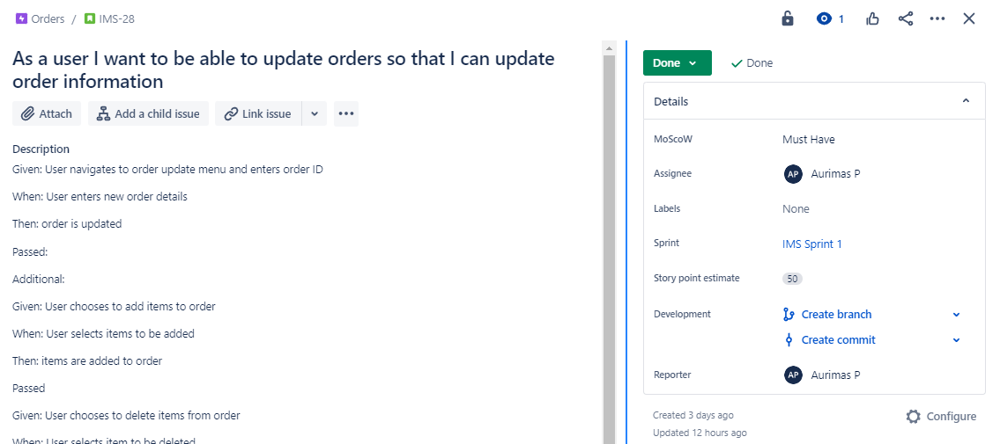 Orders / IMS-28
1
As a user I want to be able to update orders so that I can update
order information
Attach
Add a child issue
Link issue
Description
Given: User navigates to order update menu and enters order ID
When: User enters new order details
Then: order is updated
Passed:
Additional:
Given: User chooses to add items to order
When: User selects items to be added
Then: items are added to order
Passed
Given: User chooses to delete items from order
When: User selects item to be deleted
Done
Done
Details
MoScoW
Must Have
Assignee
AP Aurimas P
Labels
None
Sprint
IMS Sprint 1
Story point estimate
50
Development
Create branch
Create commit
Reporter
AP Aurimas P
Created 3 days ago
Configure
Updated 12 hours ago